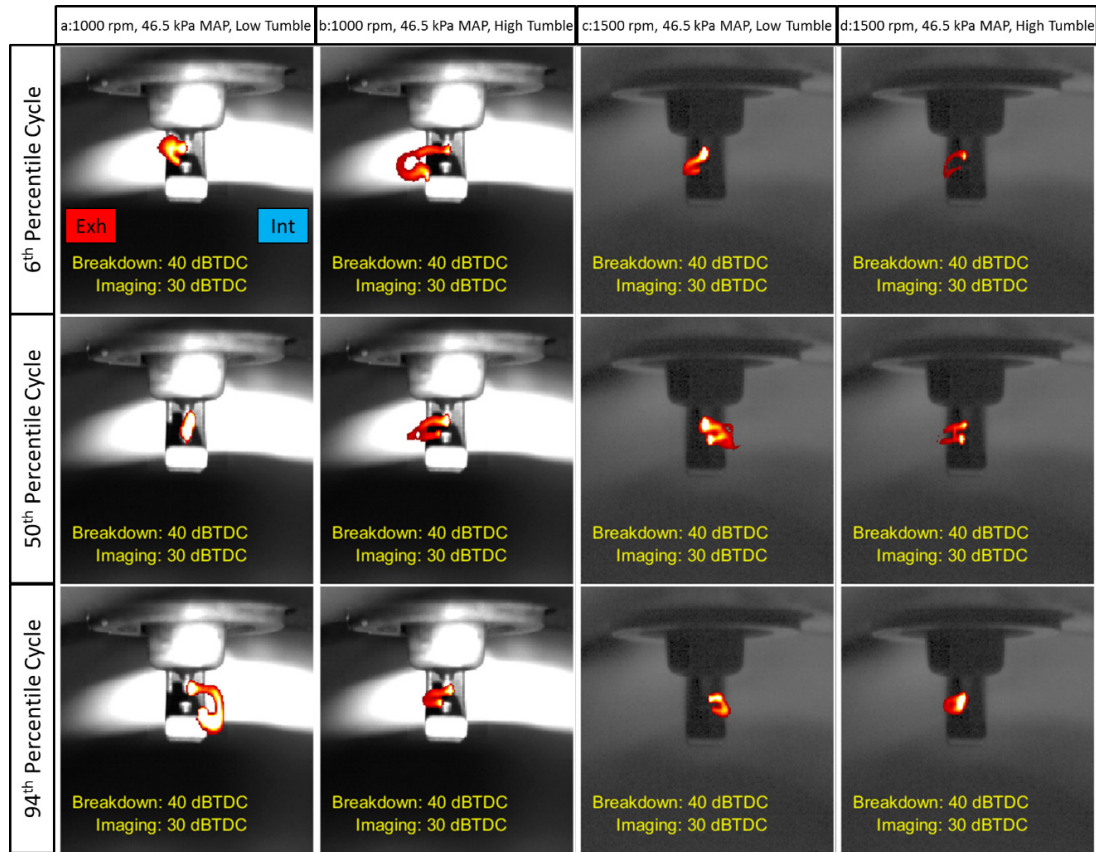 a:1000 rpm, 46.5 kPa MAP, Low Tumble
b:1000 rpm, 46.5 kPa MAP, High Tumble
c:1500 rpm, 46.5 kPa MAP, Low Tumble
d:1500 rpm, 46.5 kPa MAP, High Tumble
6th Percentile Cycle
Exh
Int
Breakdown: 40 dBTDC
Imaging: 30 dBTDC
Breakdown: 40 dBTDC
Imaging: 30 dBTDC
Breakdown: 40 dBTDC
Imaging: 30 dBTDC
Breakdown: 40 dBTDC
Imaging: 30 dBTDC
50th Percentile Cycle
Breakdown: 40 dBTDC
Imaging: 30 dBTDC
Breakdown: 40 dBTDC
Imaging: 30 dBTDC
Breakdown: 40 dBTDC
Imaging: 30 dBTDC
Breakdown: 40 dBTDC
Imaging: 30 dBTDC
94th Percentile Cycle
Breakdown: 40 dBTDC
Imaging: 30 dBTDC
Breakdown: 40 dBTDC
Imaging: 30 dBTDC
Breakdown: 40 dBTDC
Imaging: 30 dBTDC
Breakdown: 40 dBTDC
Imaging: 30 dBTDC